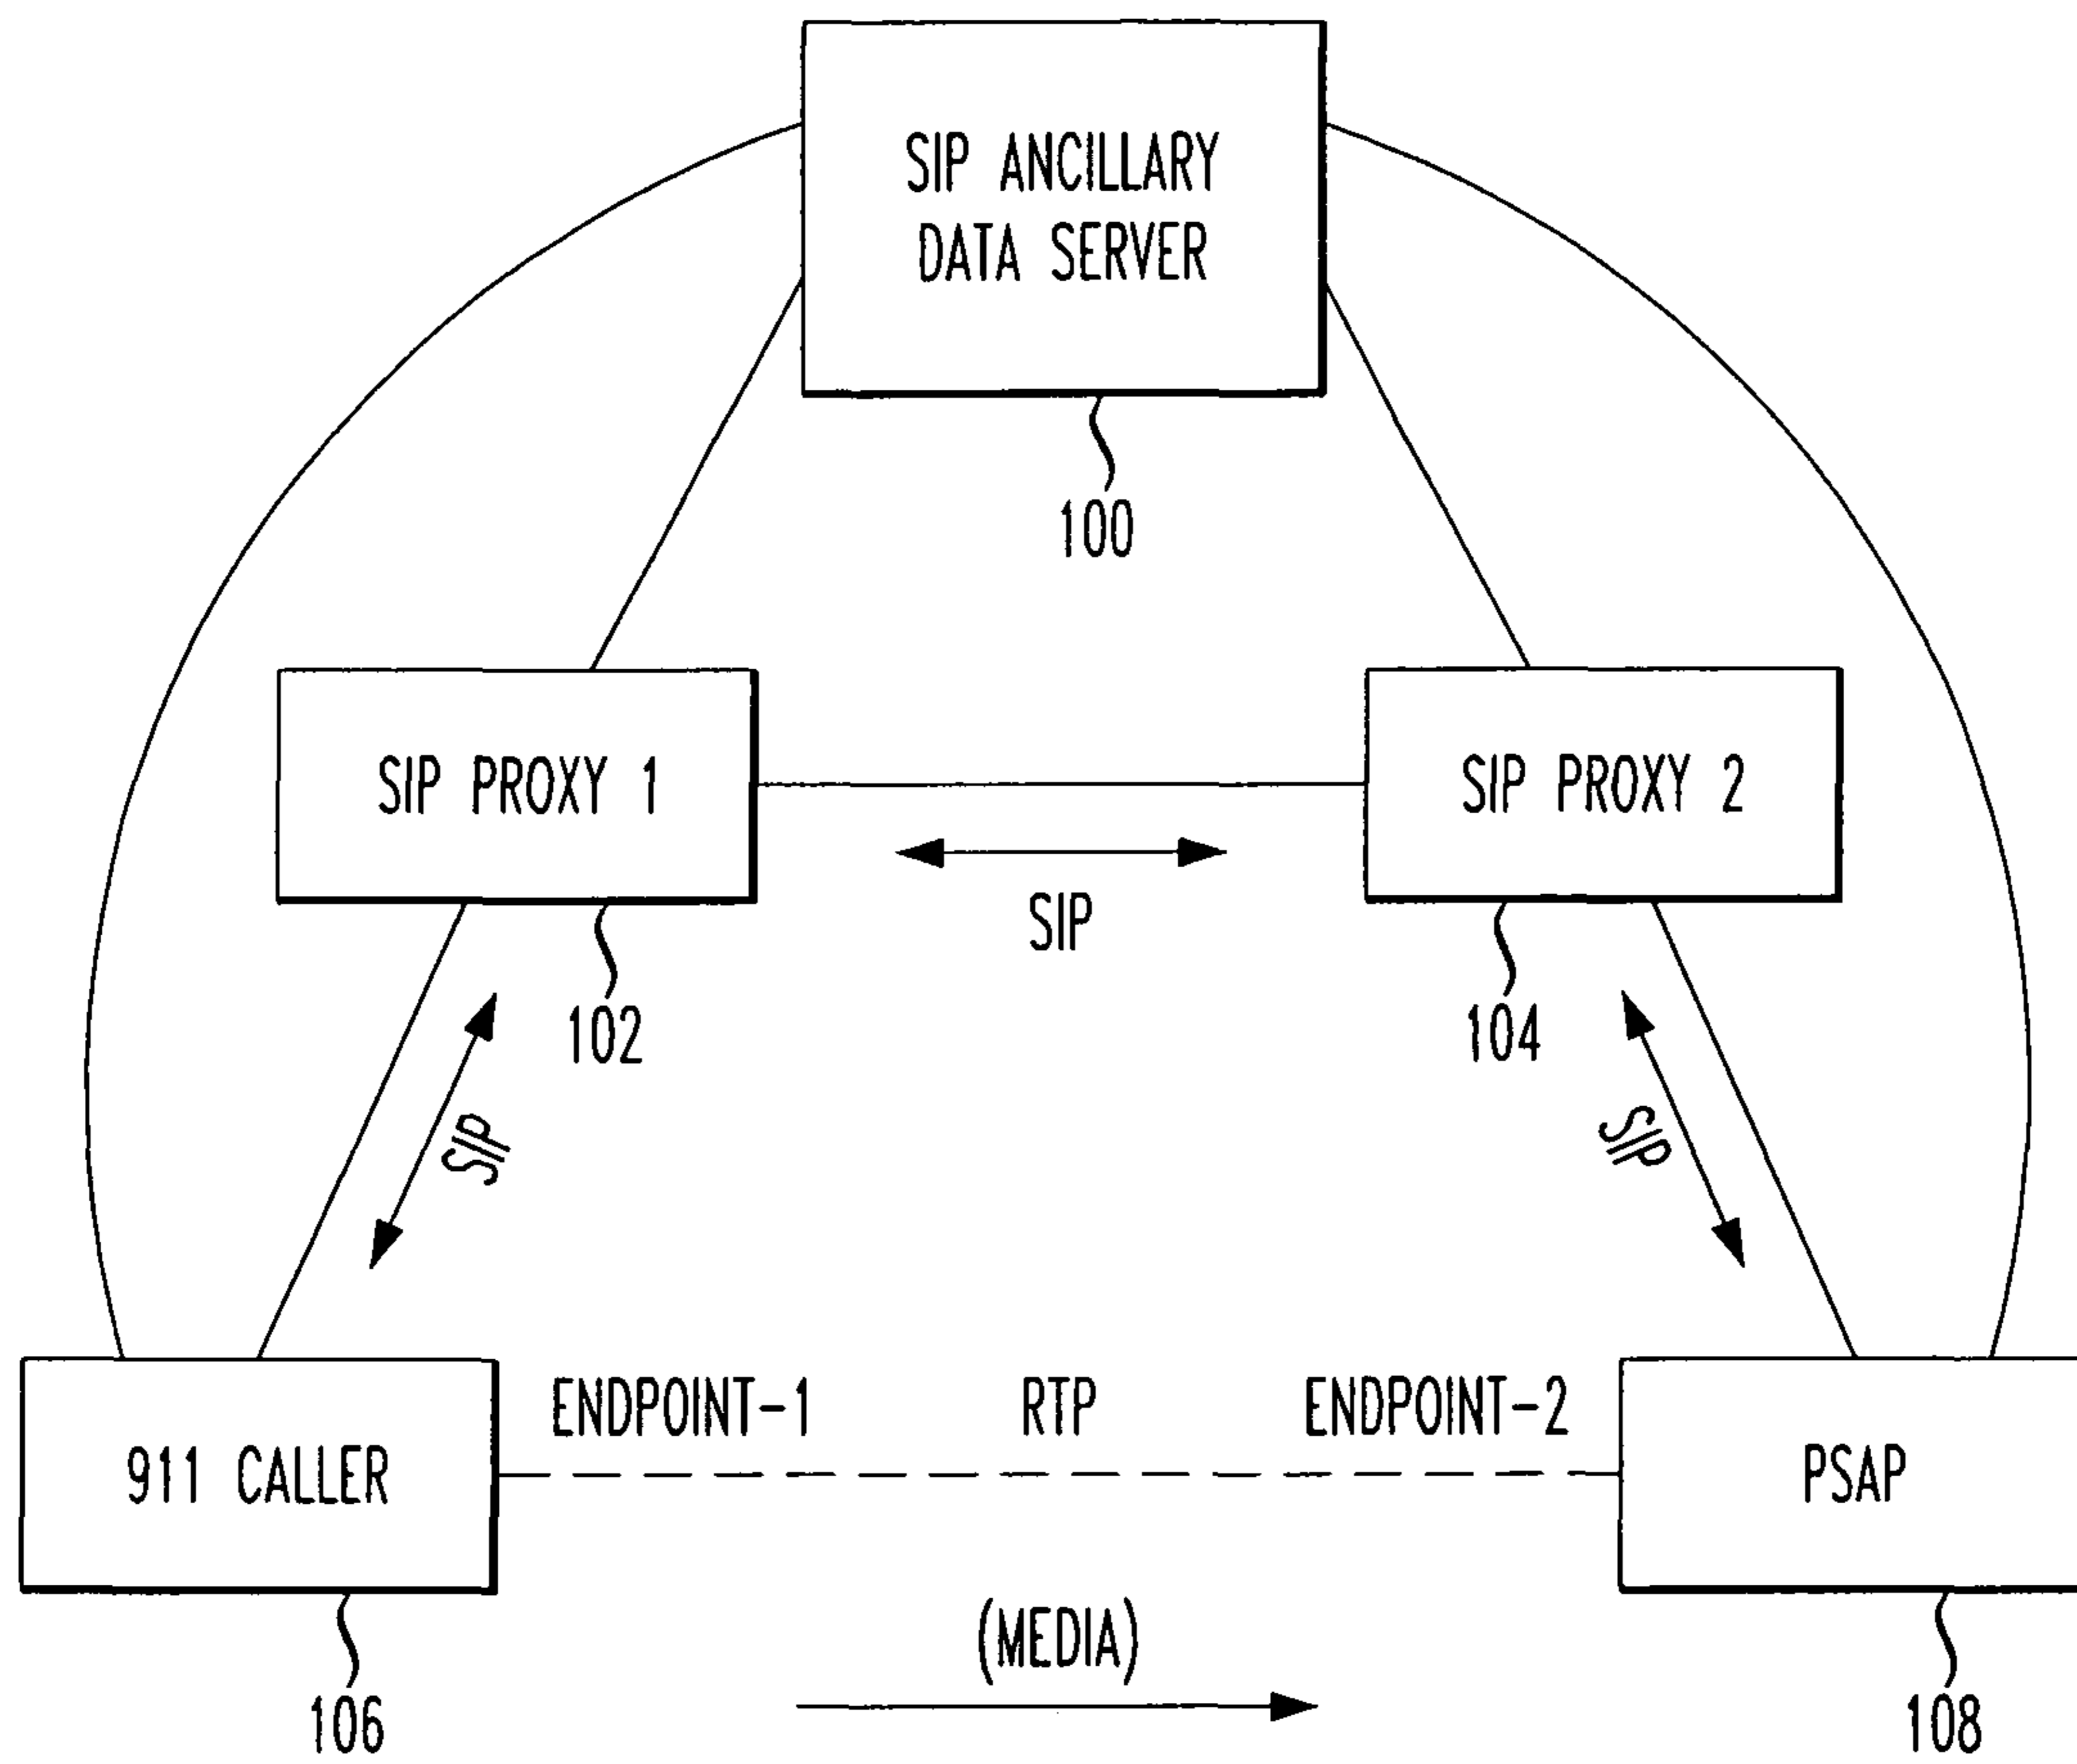 SIP ANCILLARY
DATA SERVER
100
SIP PROXY 1
SIP PROXY 2
SIP
102
104
SIP
SIP
ENDPOINT-1
RTP
ENDPOINT-2
911 CALLER
PSAP
(MEDIA)
106
108